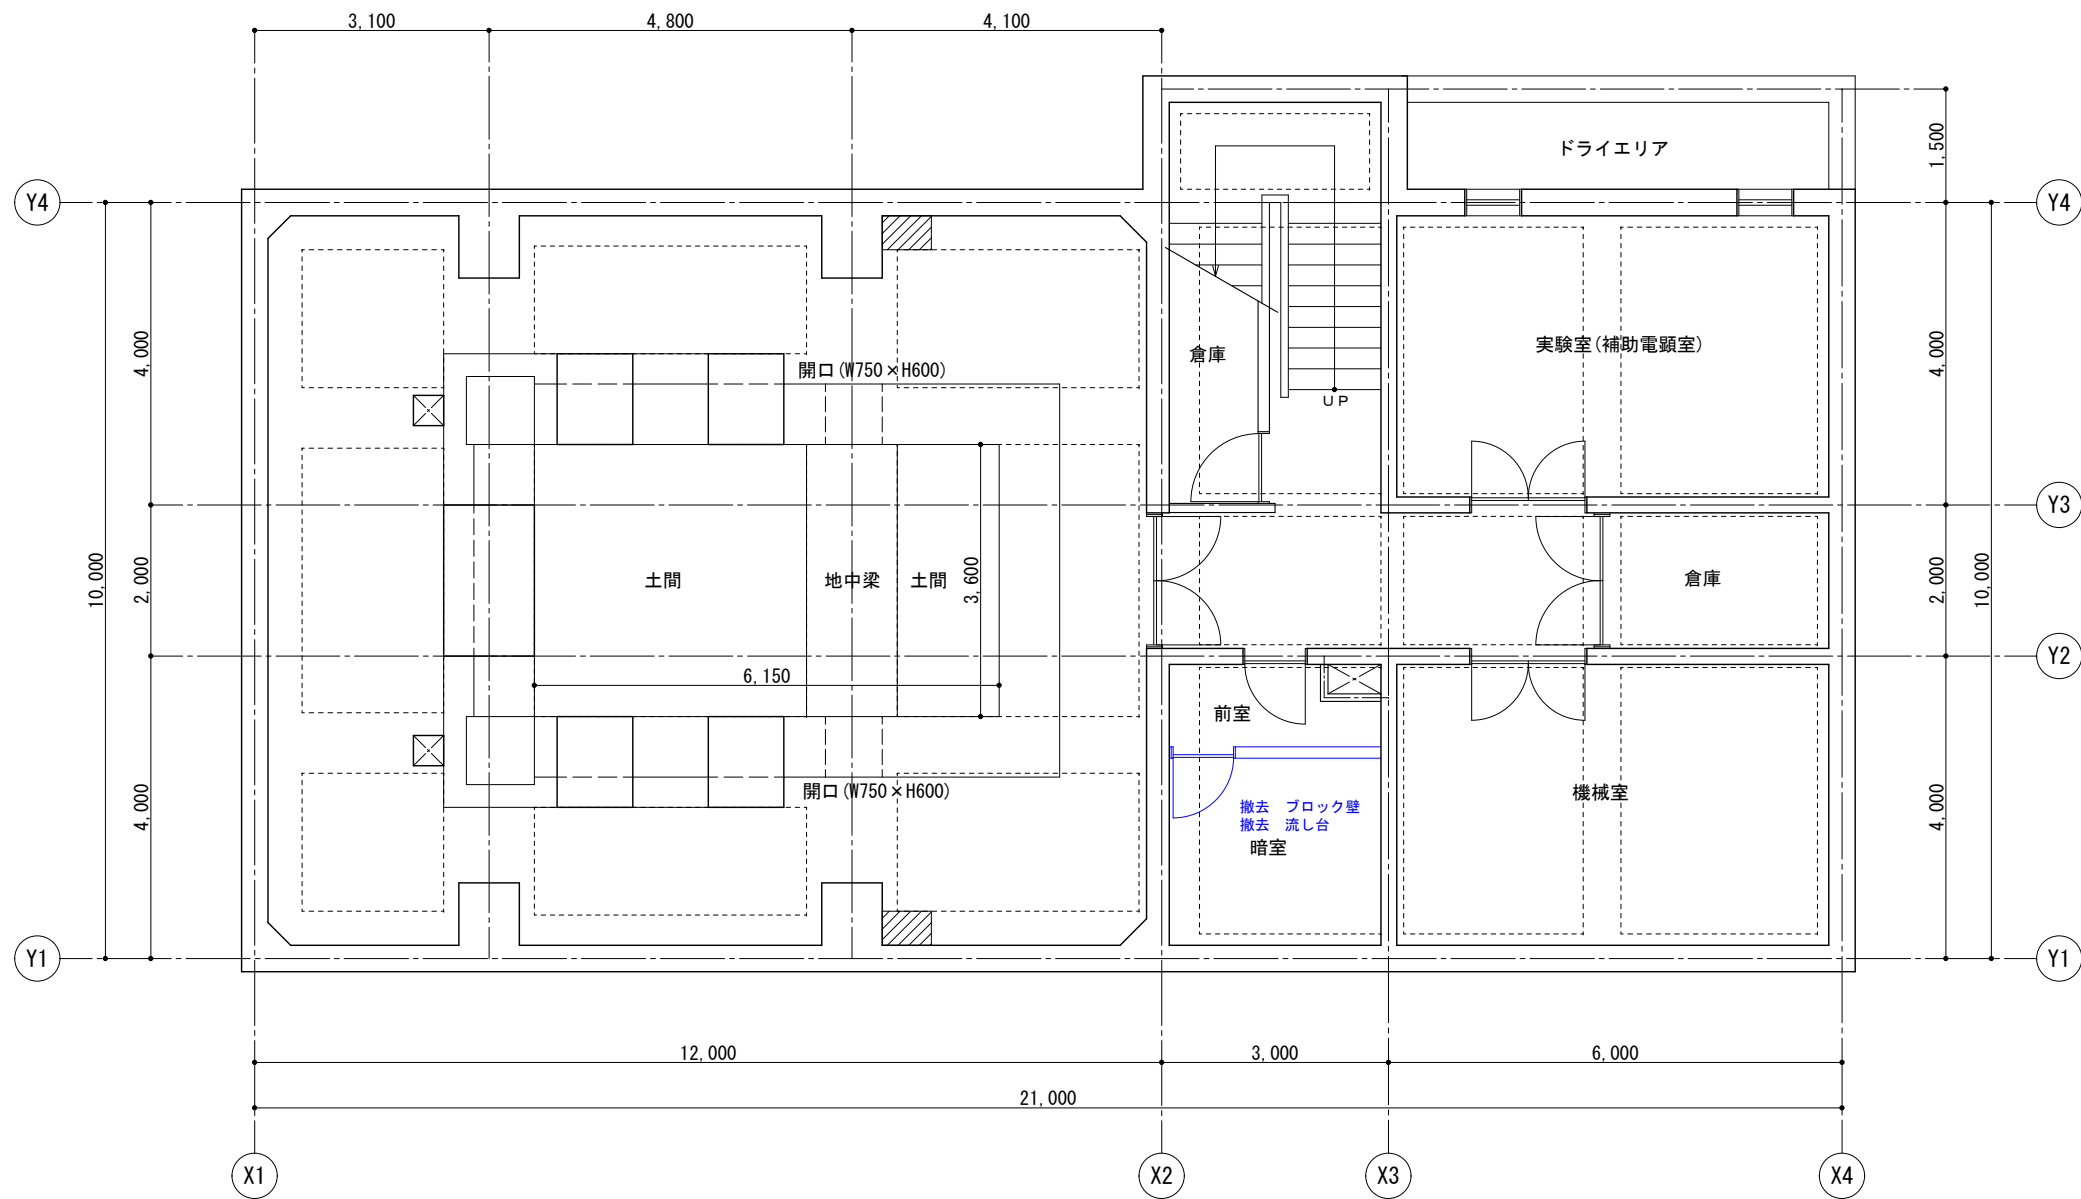 3,100
4,800
4,100
ドライエリア
1,500
Y4
Y4
4,000
倉庫
実験室(補助電顕室)
4,000
開口(W750×H600)
UP
Y3
10,000
2,000
土間
地中梁
土間
3,600
倉庫
2,000
10,000
Y2
6,150
前室
4,000
開口(W750×H600)
撤去 ブロック壁
撤去 流し台
暗室
機械室
4,000
Y1
Y1
12,000
3,000
6,000
21,000
X1
X2
X3
X4